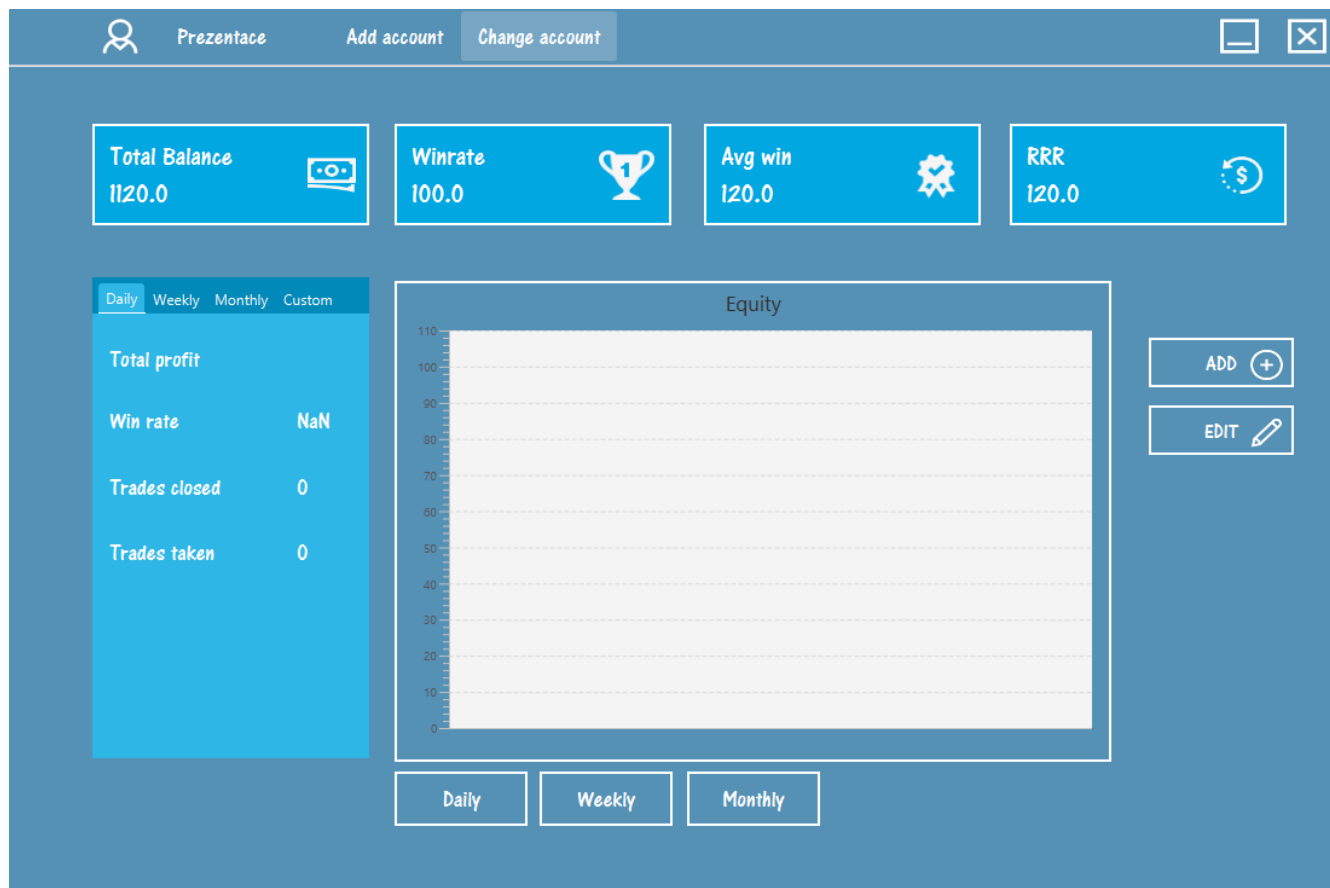 Prezentace Add account Change account
Total Balance
1120.0
Winrate
100.0
1
Avg win
120.0
RRR
120.0
$
Daily Weekly Monthly Custom
Total profit
Win rate NaN
Trades closed 0
Trades taken 0
Equity
110
100
90
80
70
60
50
40
30
20
10
0
ADD
EDIT
Daily Weekly Monthly